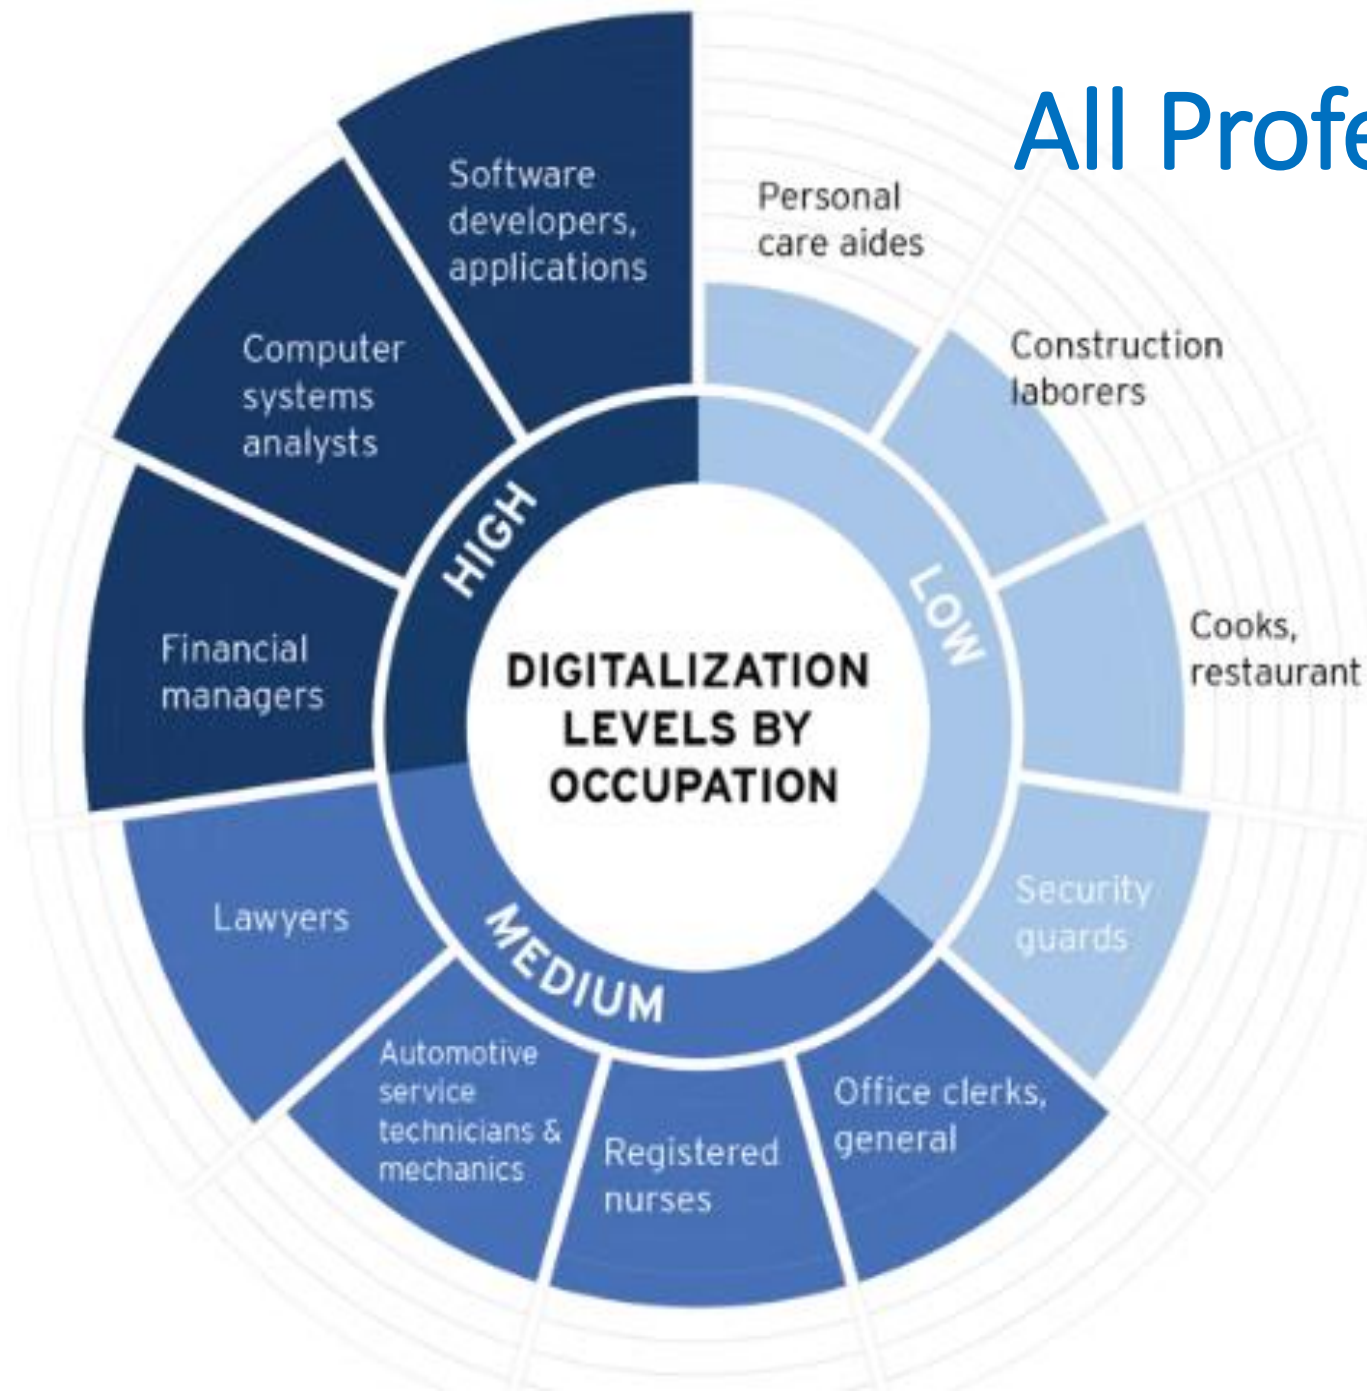 All Profe
Software
developers,
applications
Personal
care aides
Construction
laborers
Computer
systems
analysts
Cooks,
restaurant
Financial
managers
HIGH
LOW
DIGITALIZATION
LEVELS BY
OCCUPATION
Security
guards
Lawyers
MEDIUM
Automotive
service
technicians &
mechanics
Registered
nurses
Office clerks,
general